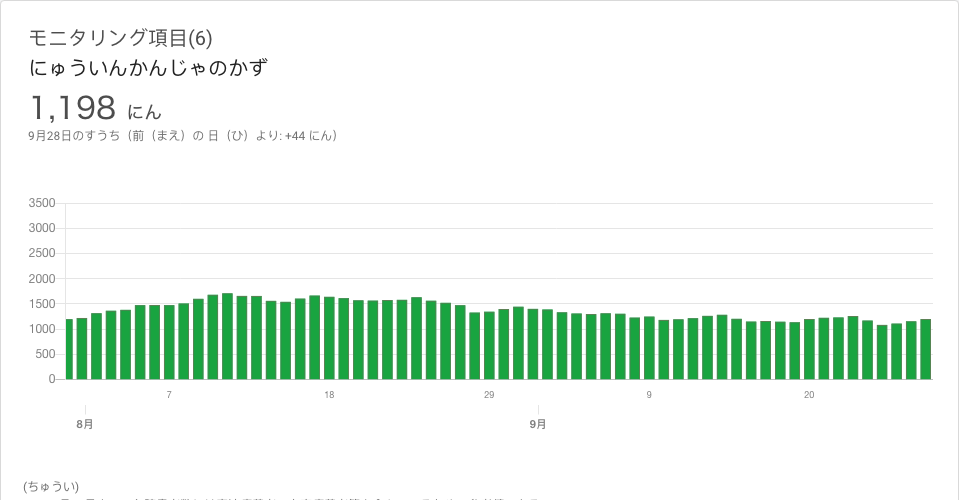 モニタリング項目(6)
にゅういんかんじゃのかず
1,198 にん
9月28日のすうち（前（まえ）の 日（ひ）より: +44 にん）
3500
3000
2500
2000
1500
1000
500
0
7 18 29 9 20
8月 9月
(ちゅうい)